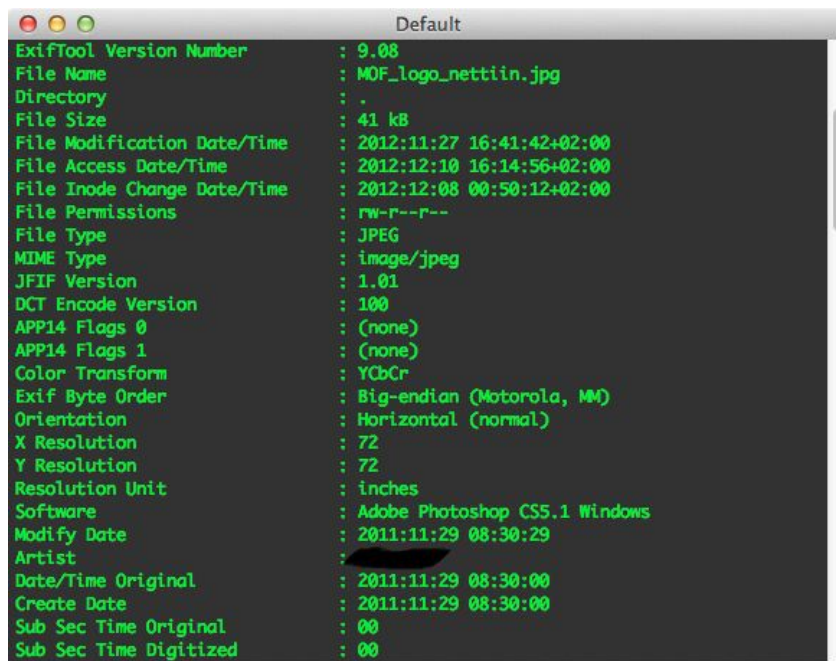 Default
ExifTool Version Number : 9.08
File Name : MOF_logo_nettiin.jpg
Directory : .
File Size : 41 kB
File Modification Date/Time : 2012:11:27 16:41:42+02:00
File Access Date/Time : 2012:12:10 16:14:56+02:00
File Inode Change Date/Time : 2012:12:08 00:50:12+02:00
File Permissions : rw-r--r--
File Type : JPEG
MIME Type : image/jpeg
JFIF Version : 1.01
DCT Encode Version : 100
APP14 Flags 0 : (none)
APP14 Flags 1 : (none)
Color Transform : YCbCr
Exif Byte Order : Big-endian (Motorola, MM)
Orientation : Horizontal (normal)
X Resolution : 72
Y Resolution : 72
Resolution Unit : inches
Software : Adobe Photoshop CS5.1 Windows
Modify Date : 2011:11:29 08:30:29
Artist :
Date/Time Original : 2011:11:29 08:30:00
Create Date : 2011:11:29 08:30:00
Sub Sec Time Original : 00
Sub Sec Time Digitized : 00